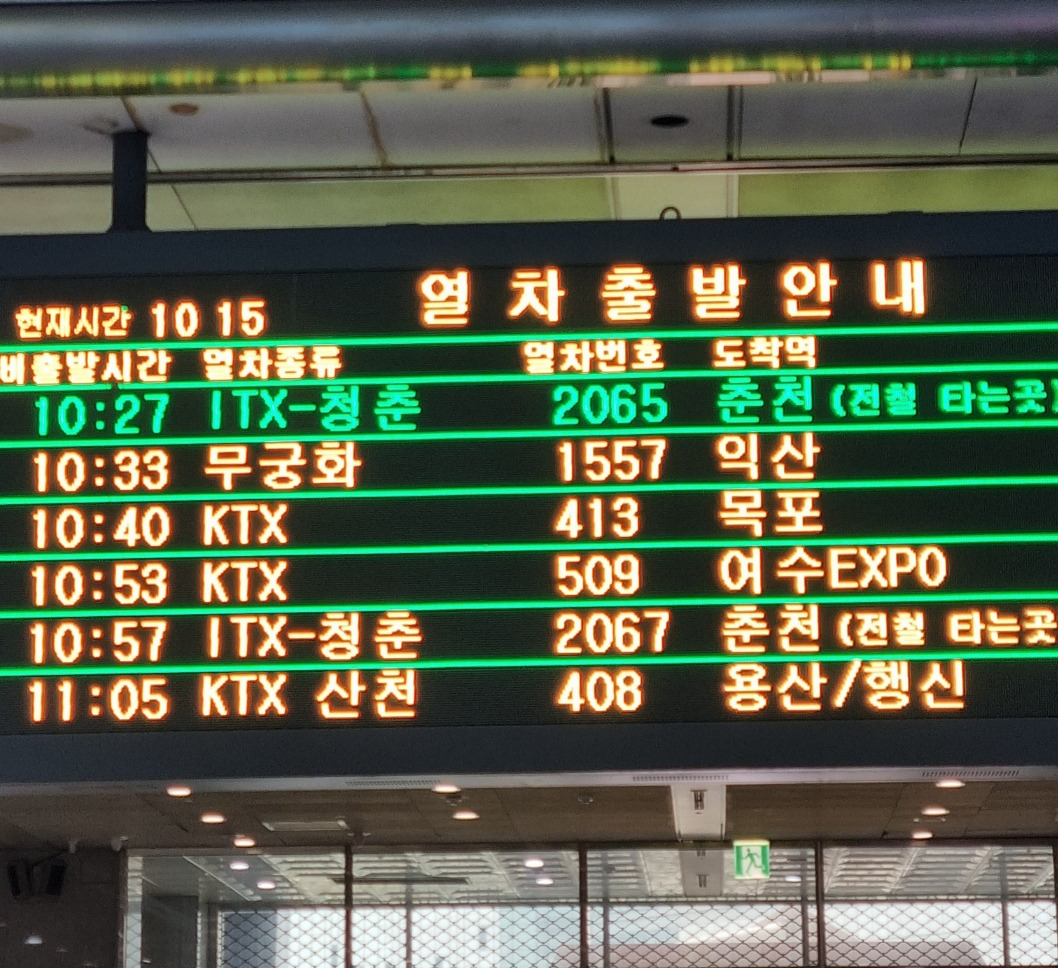 열차출발안내
현재시간 10 15
비출발시간 열차종류 열차번호 도착역
10:27 ITX-청춘 2065 춘천 (전철 타는곳)
10:33 무궁화 1557 익산
10:40 KTX 413 목포
10:53 KTX 509 여수EXPO
10:57 ITX-청춘 2067 춘천 (전철 타는곳
11:05 KTX 산천 408 용산/행신